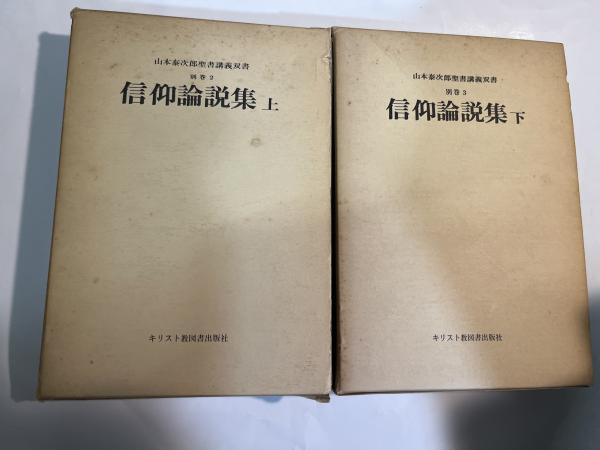 山本泰次郎聖書講義双書
別巻2
信仰論説集 上
キリスト教図書出版社
山本泰次郎聖書講義双書
別巻3
信仰論説集 下
キリスト教図書出版社